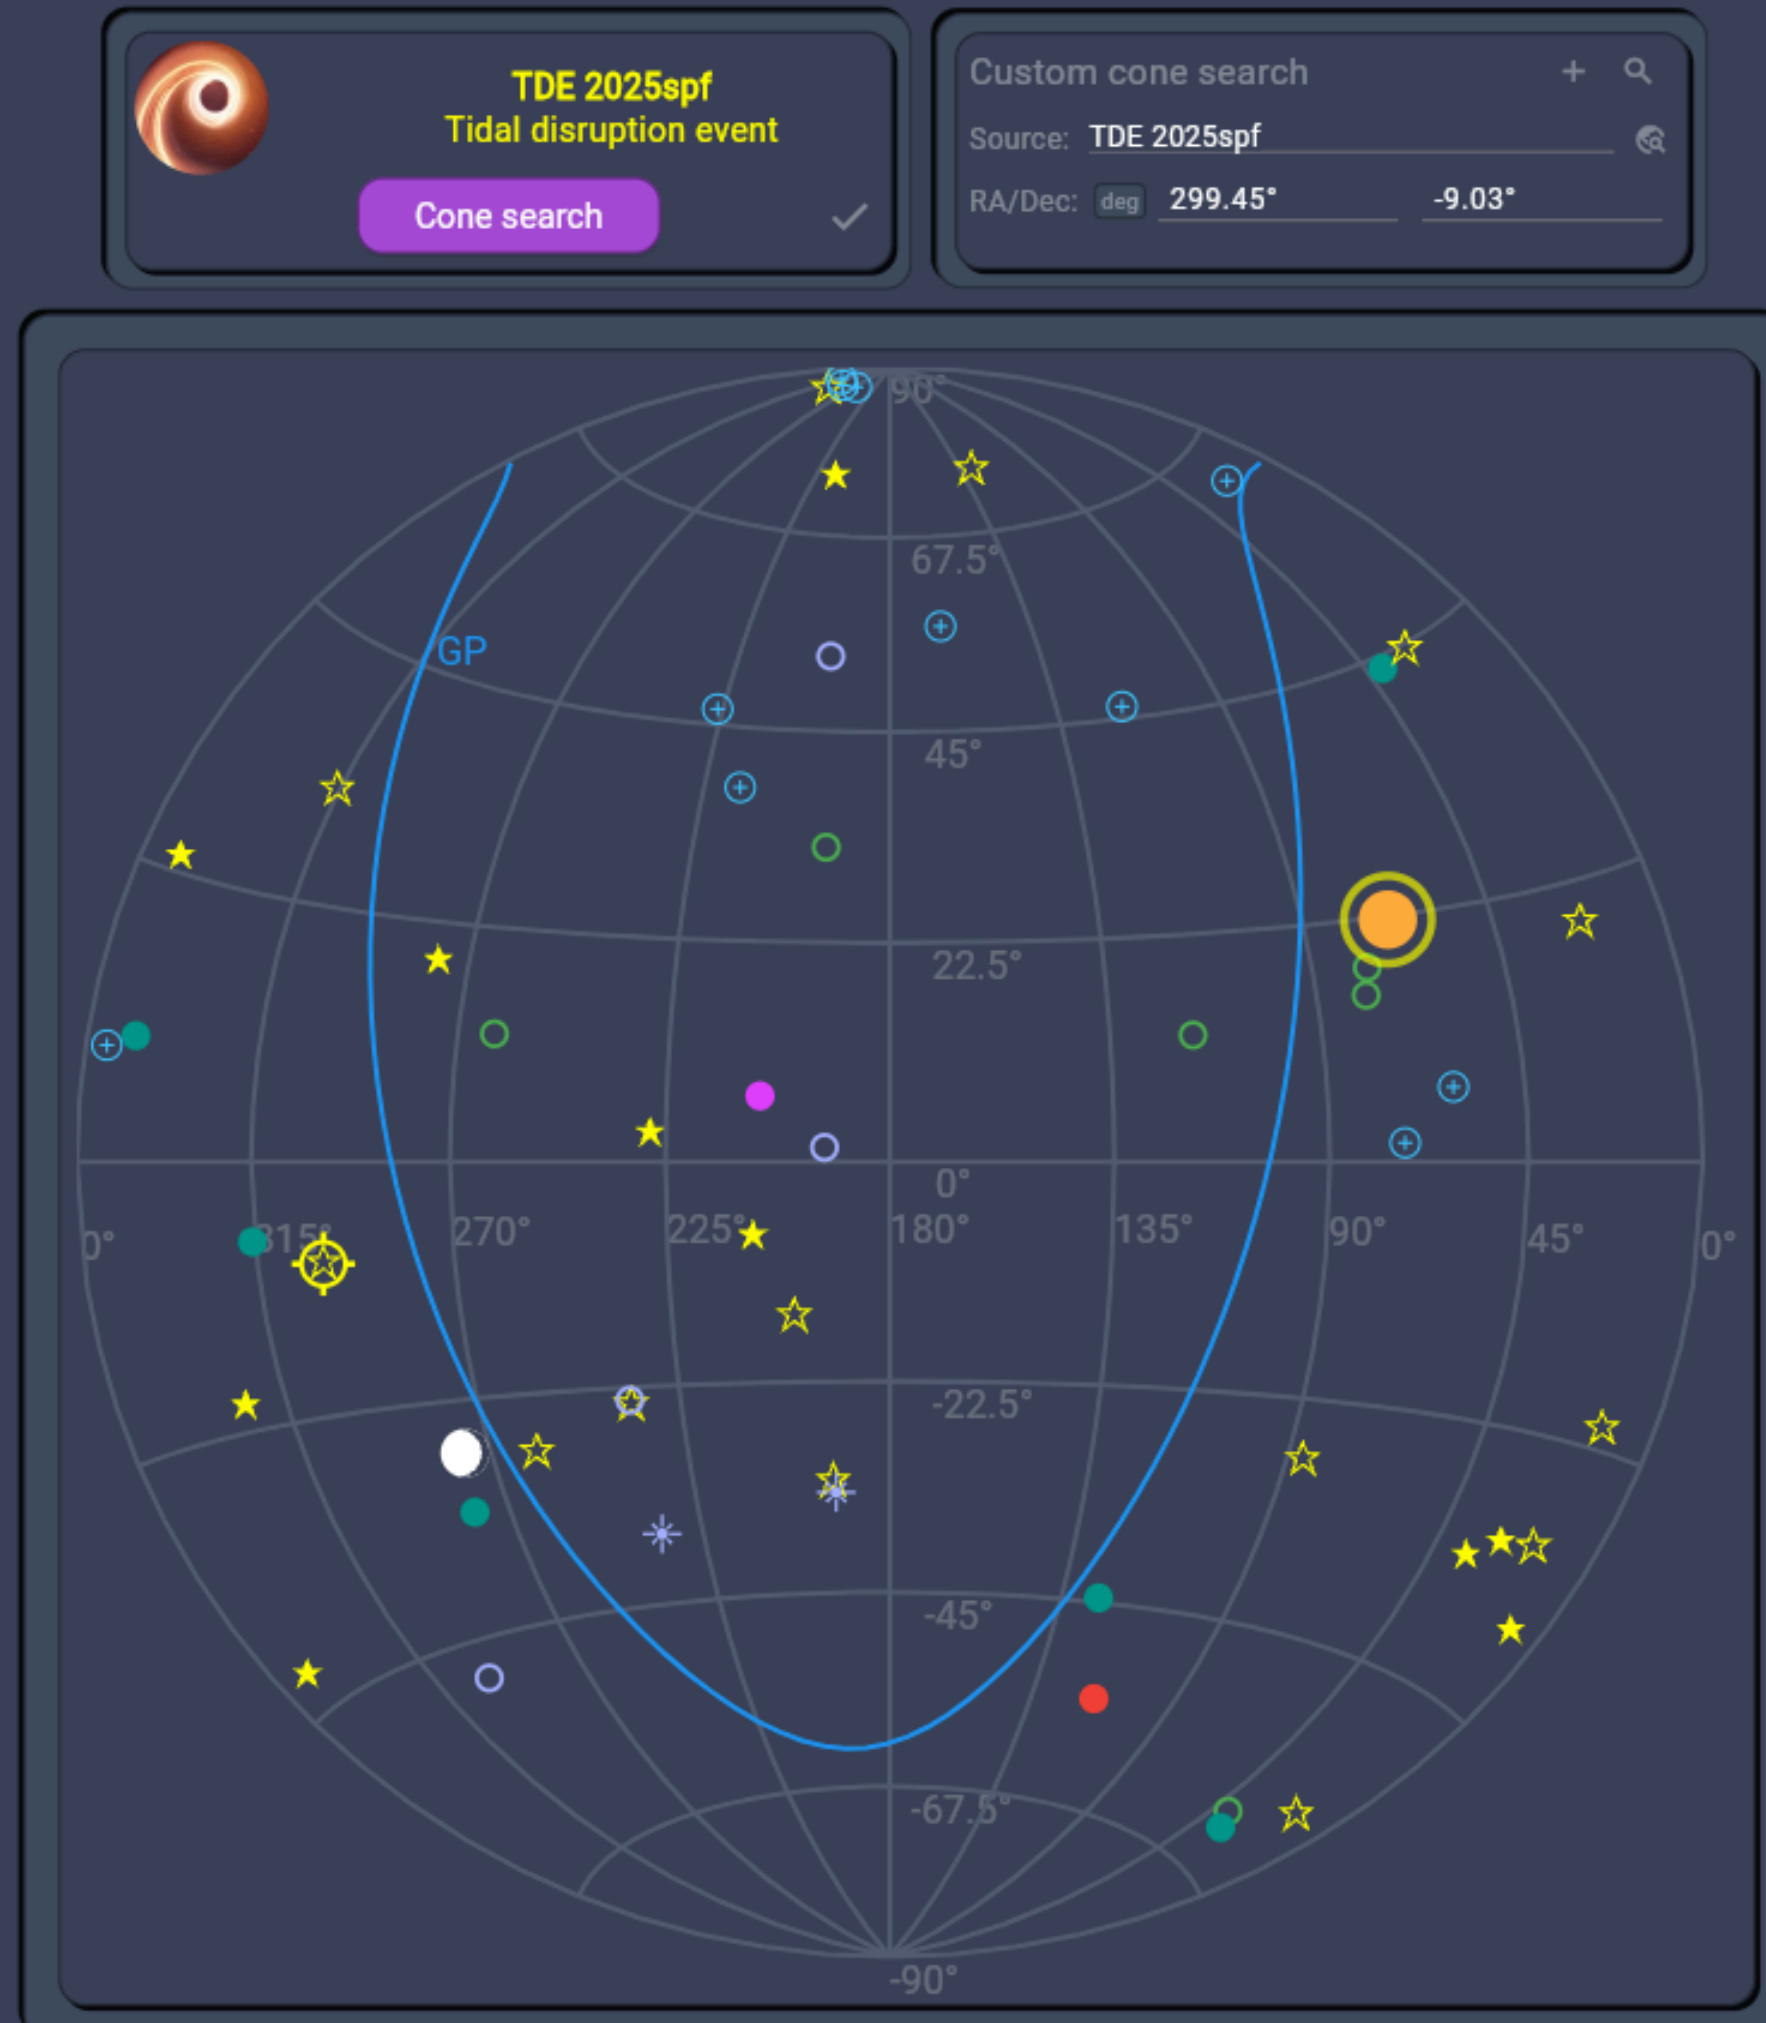 TDE 2025spf
Tidal disruption event
Cone search
Custom cone search
Source: TDE 2025spf
RA/Dec: deg 299.45° -9.03°
90°
67.5°
GP
45°
22.5°
0°
0° 315° 270° 225° 180° 135° 90° 45° 0°
-22.5°
-45°
-67.5°
-90°